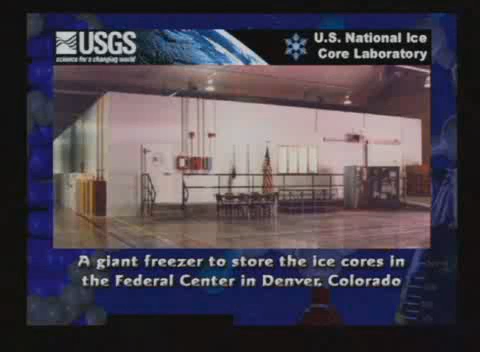 USGS
science for a changing world
U.S. National Ice
Core Laboratory
A giant freezer to store the ice cores in
the Federal Center in Denver, Colorado